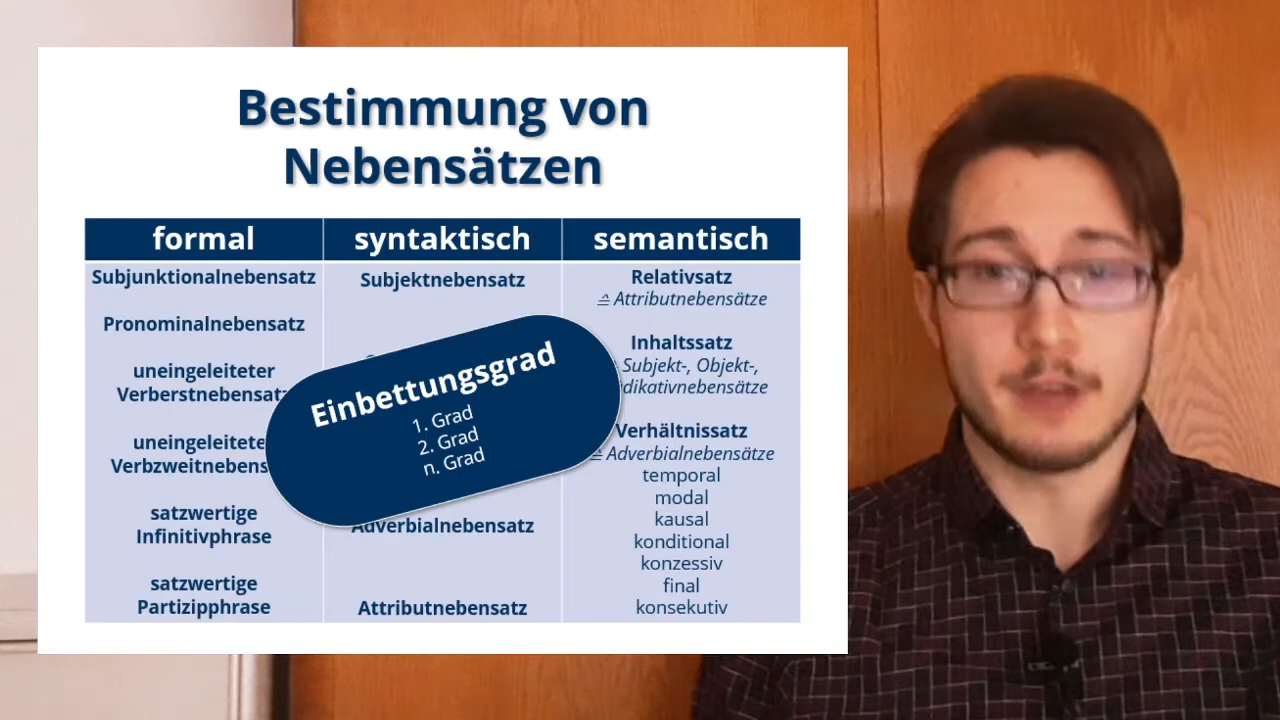 Bestimmung von
Nebensätzen
formal
syntaktisch
semantisch
Subjunktionalnebensatz
Pronominalnebensatz
uneingeleiteter
Verberstnebensatz
uneingeleitete
Verbzweitnebens
satzwertige
Infinitivphrase
satzwertige
Partizipphrase
Subjektnebensatz
Adverbialnebensatz
Attributnebensatz
Relativsatz
≙ Attributnebensätze
Inhaltssatz
Subjekt-, Objekt-,
dikativnebensätze
Verhältnissatz
≙ Adverbialnebensätze
temporal
modal
kausal
konditional
konzessiv
final
konsekutiv
Einbettungsgrad
1. Grad
2. Grad
n. Grad